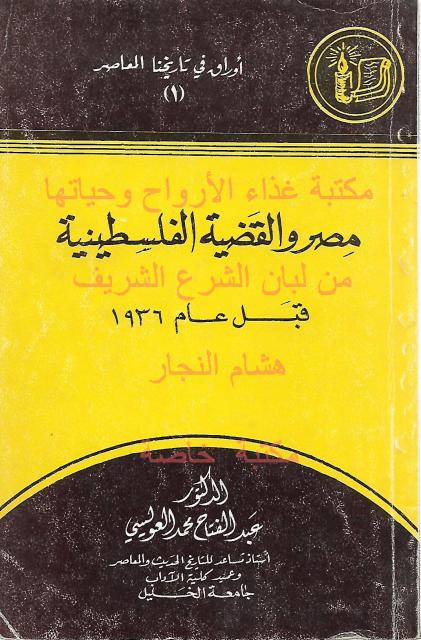 أوراق في تاريخنا المعاصر
(١)
مكتبة غذاء الأرواح وحياتها
مصر والقضية الفلسطينية
من لبان الشرع الشريف
قبل عام ١٩٣٦
هشام النجار
مكتبة خاصة
الدكتور
عبد الفتاح محمد العويسي
أستاذ مساعد للتاريخ الحديث والمعاصر
وعميد كلية الآداب
جامعة الخليل